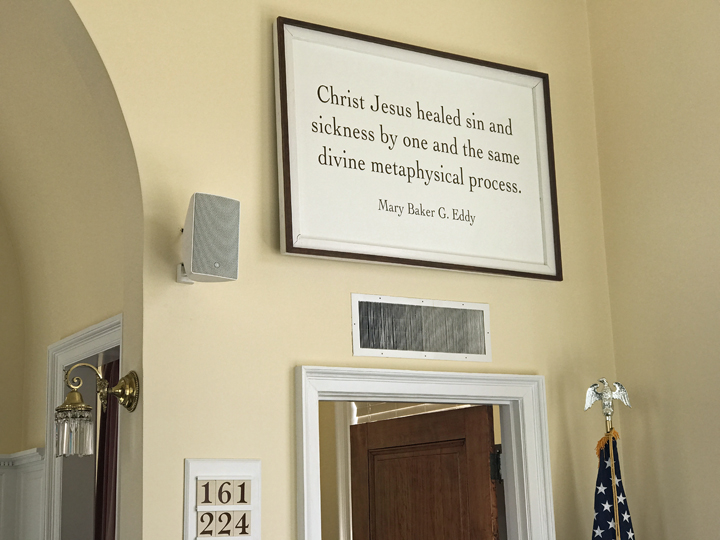 Christ Jesus healed sin and
sickness by one and the same
divine metaphysical process.
Mary Baker G. Eddy
161
224